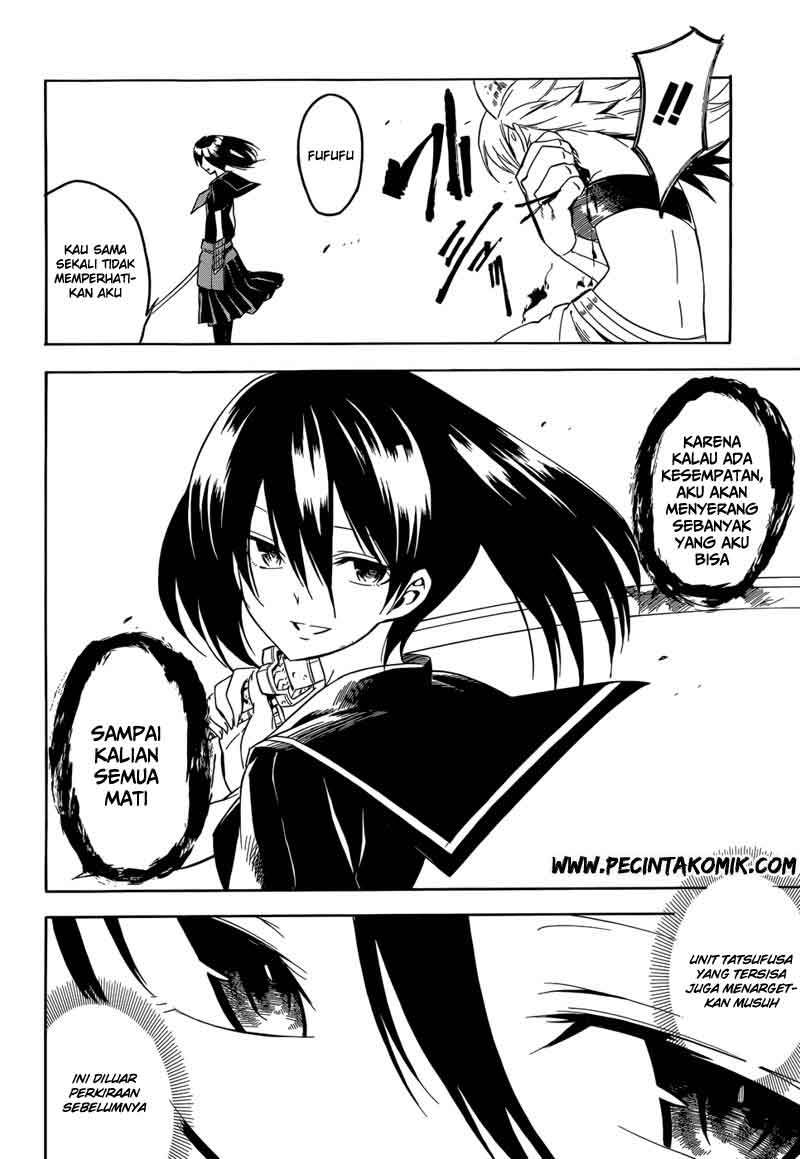 !!
FUFUFU
KAU SAMA
SEKALI TIDAK
MEMPERHATI-
KAN AKU
KARENA
KALAU ADA
KESEMPATAN,
AKU AKAN
MENYERANG
SEBANYAK
YANG AKU
BISA
SAMPAI
KALIAN
SEMUA
MATI
WWW.PECINTAKOMIK.COM
UNIT TATSUFUSA
YANG TERSISA
JUGA MENARGET-
KAN MUSUH
INI DILUAR
PERKIRAAN
SEBELUMNYA